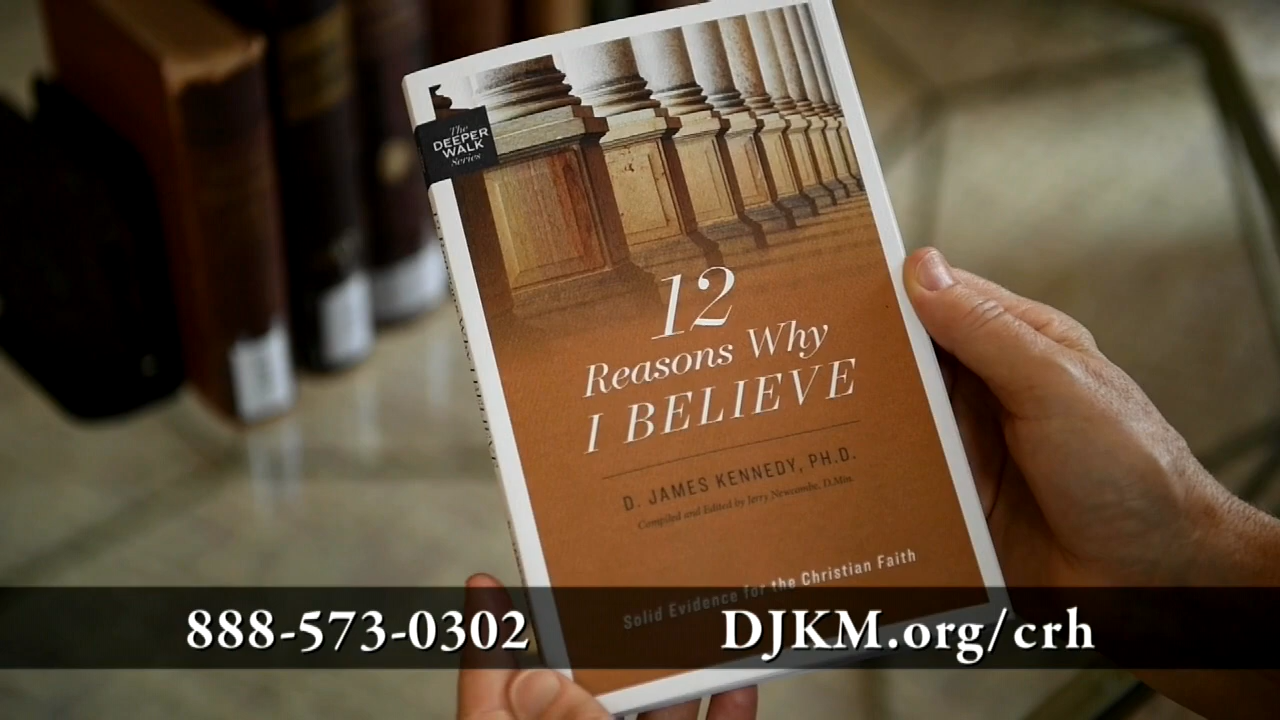 The
DEEPER
WALK
Series
12
Reasons Why
I BELIEVE
D. JAMES KENNEDY, PH.D.
Compiled and Edited by Jerry Newcombe, D.Min.
Solid Evidence for the Christian Faith
888-573-0302
DJKM.org/crh